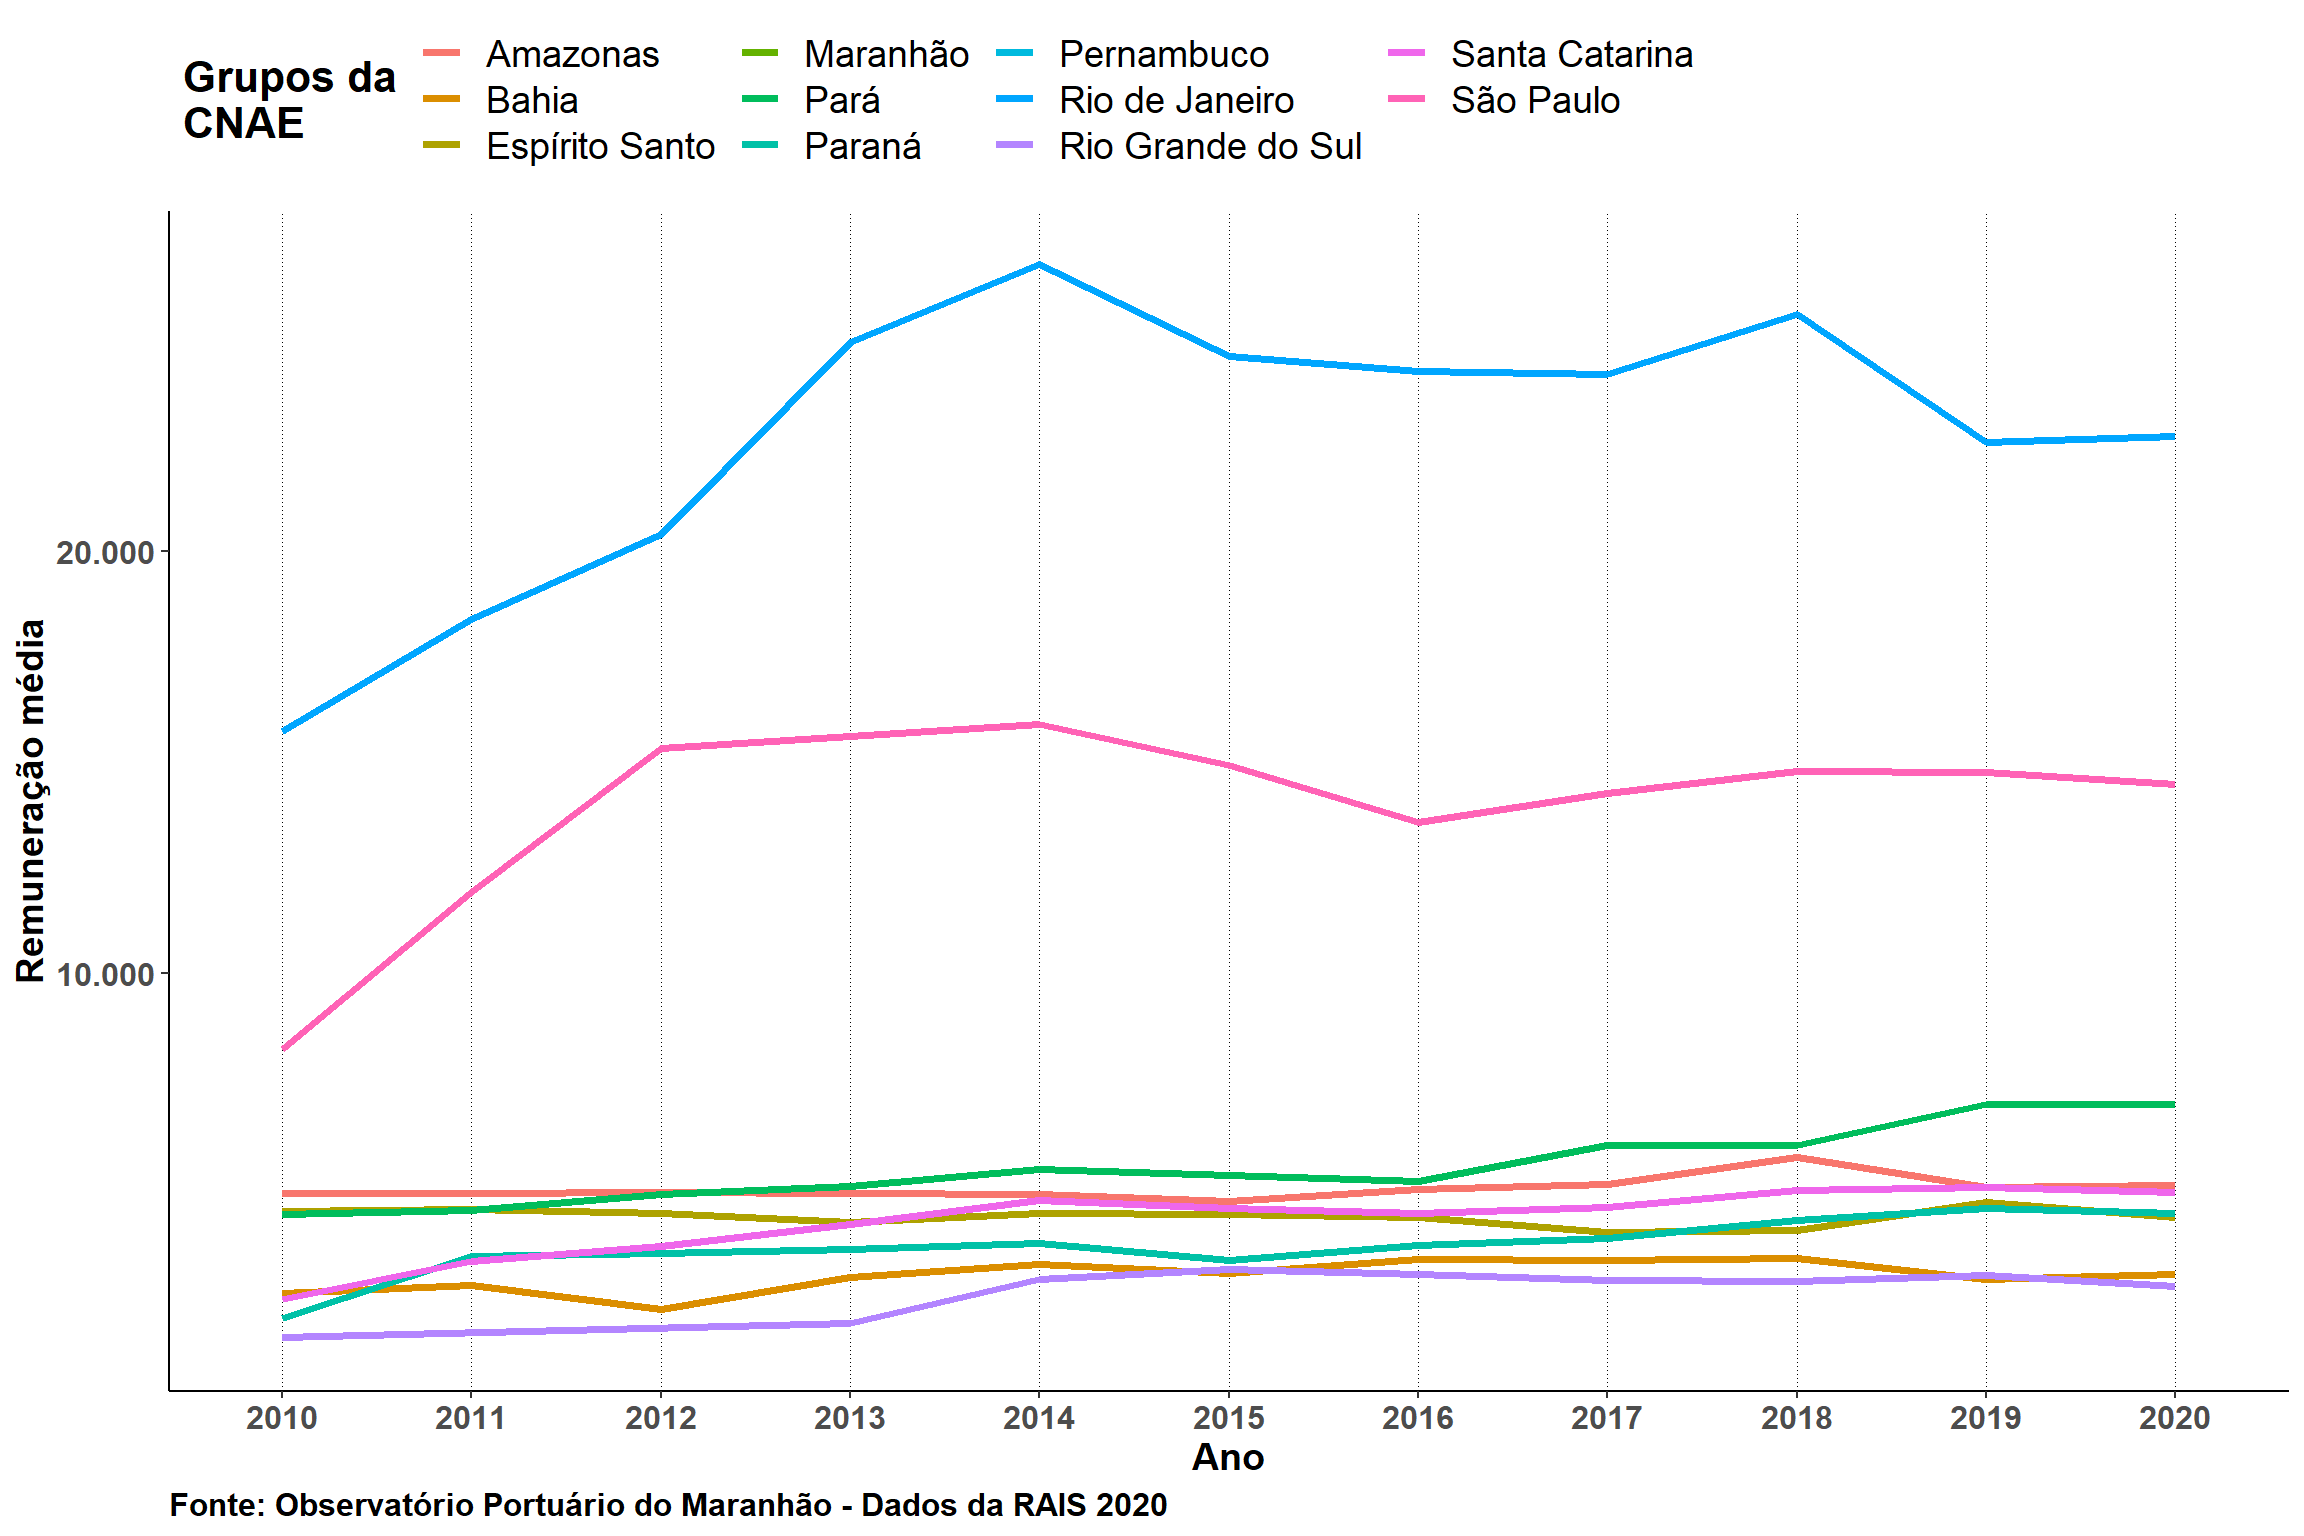 Grupos da
CNAE
Amazonas
Bahia
Espírito Santo
Maranhão
Pará
Paraná
Pernambuco
Rio de Janeiro
Rio Grande do Sul
Santa Catarina
São Paulo
Remuneração média
20.000
10.000
2010 2011 2012 2013 2014 2015 2016 2017 2018 2019 2020
Ano
Fonte: Observatório Portuário do Maranhão - Dados da RAIS 2020